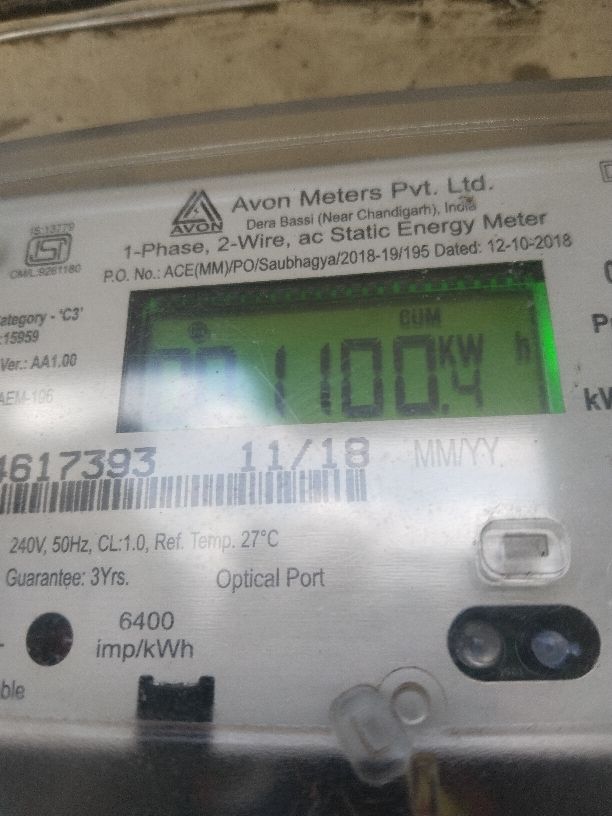 Avon Meters Pvt. Ltd.
AVON
Dera Bassi (Near Chandigarh), India
IS:13779
CM/L:9261180
1-Phase, 2-Wire, ac Static Energy Meter
P.O. No.: ACE(MM)/PO/Saubhagya/2018-19/195 Dated: 12-10-2018
ategory - 'C3'
:15959
Ver.: AA1.00
AEM-106
CUM
001100.4 KWh
4617393 11/18 MM/YY
240V, 50Hz, CL:1.0, Ref. Temp. 27°C
Guarantee: 3Yrs. Optical Port
6400
imp/kWh
ble